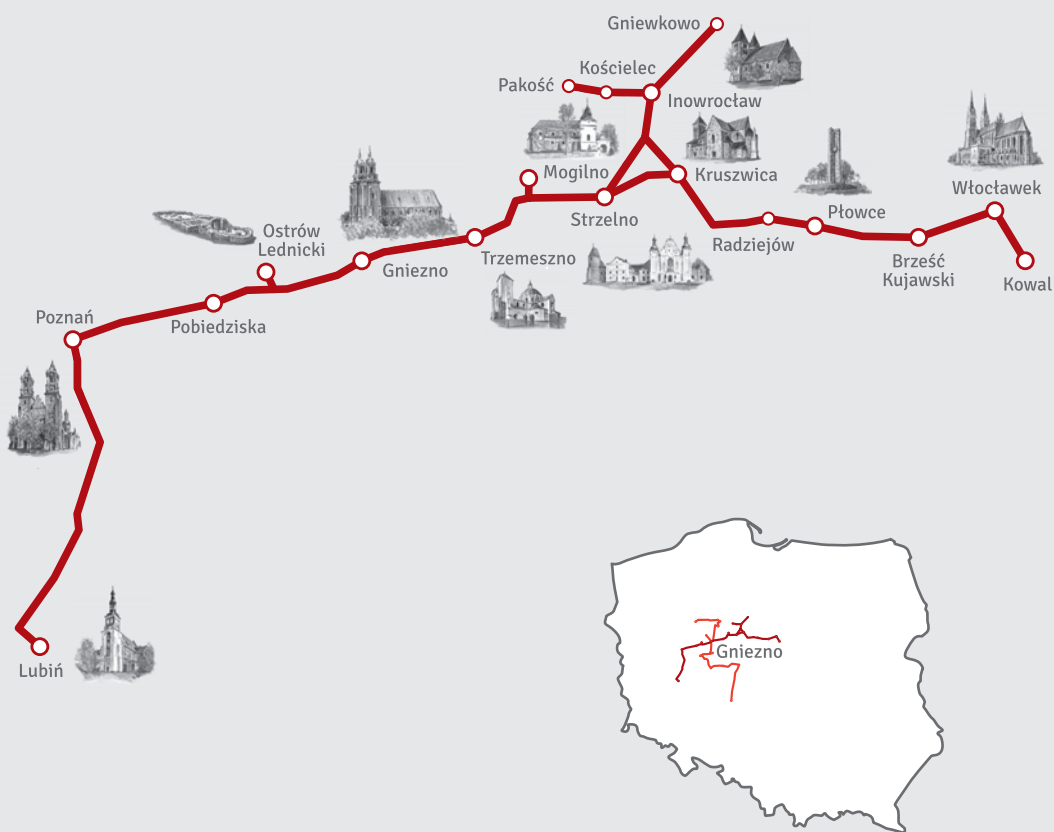 Gniewkowo
Kościelec
Pakość
Inowrocław
Mogilno
Kruszwica
Strzelno
Włocławek
Płowce
Radziejów
Ostrów
Lednicki
Trzemeszno
Gniezno
Brześć
Kujawski
Kowal
Poznań
Pobiedziska
Lubiń
Gniezno